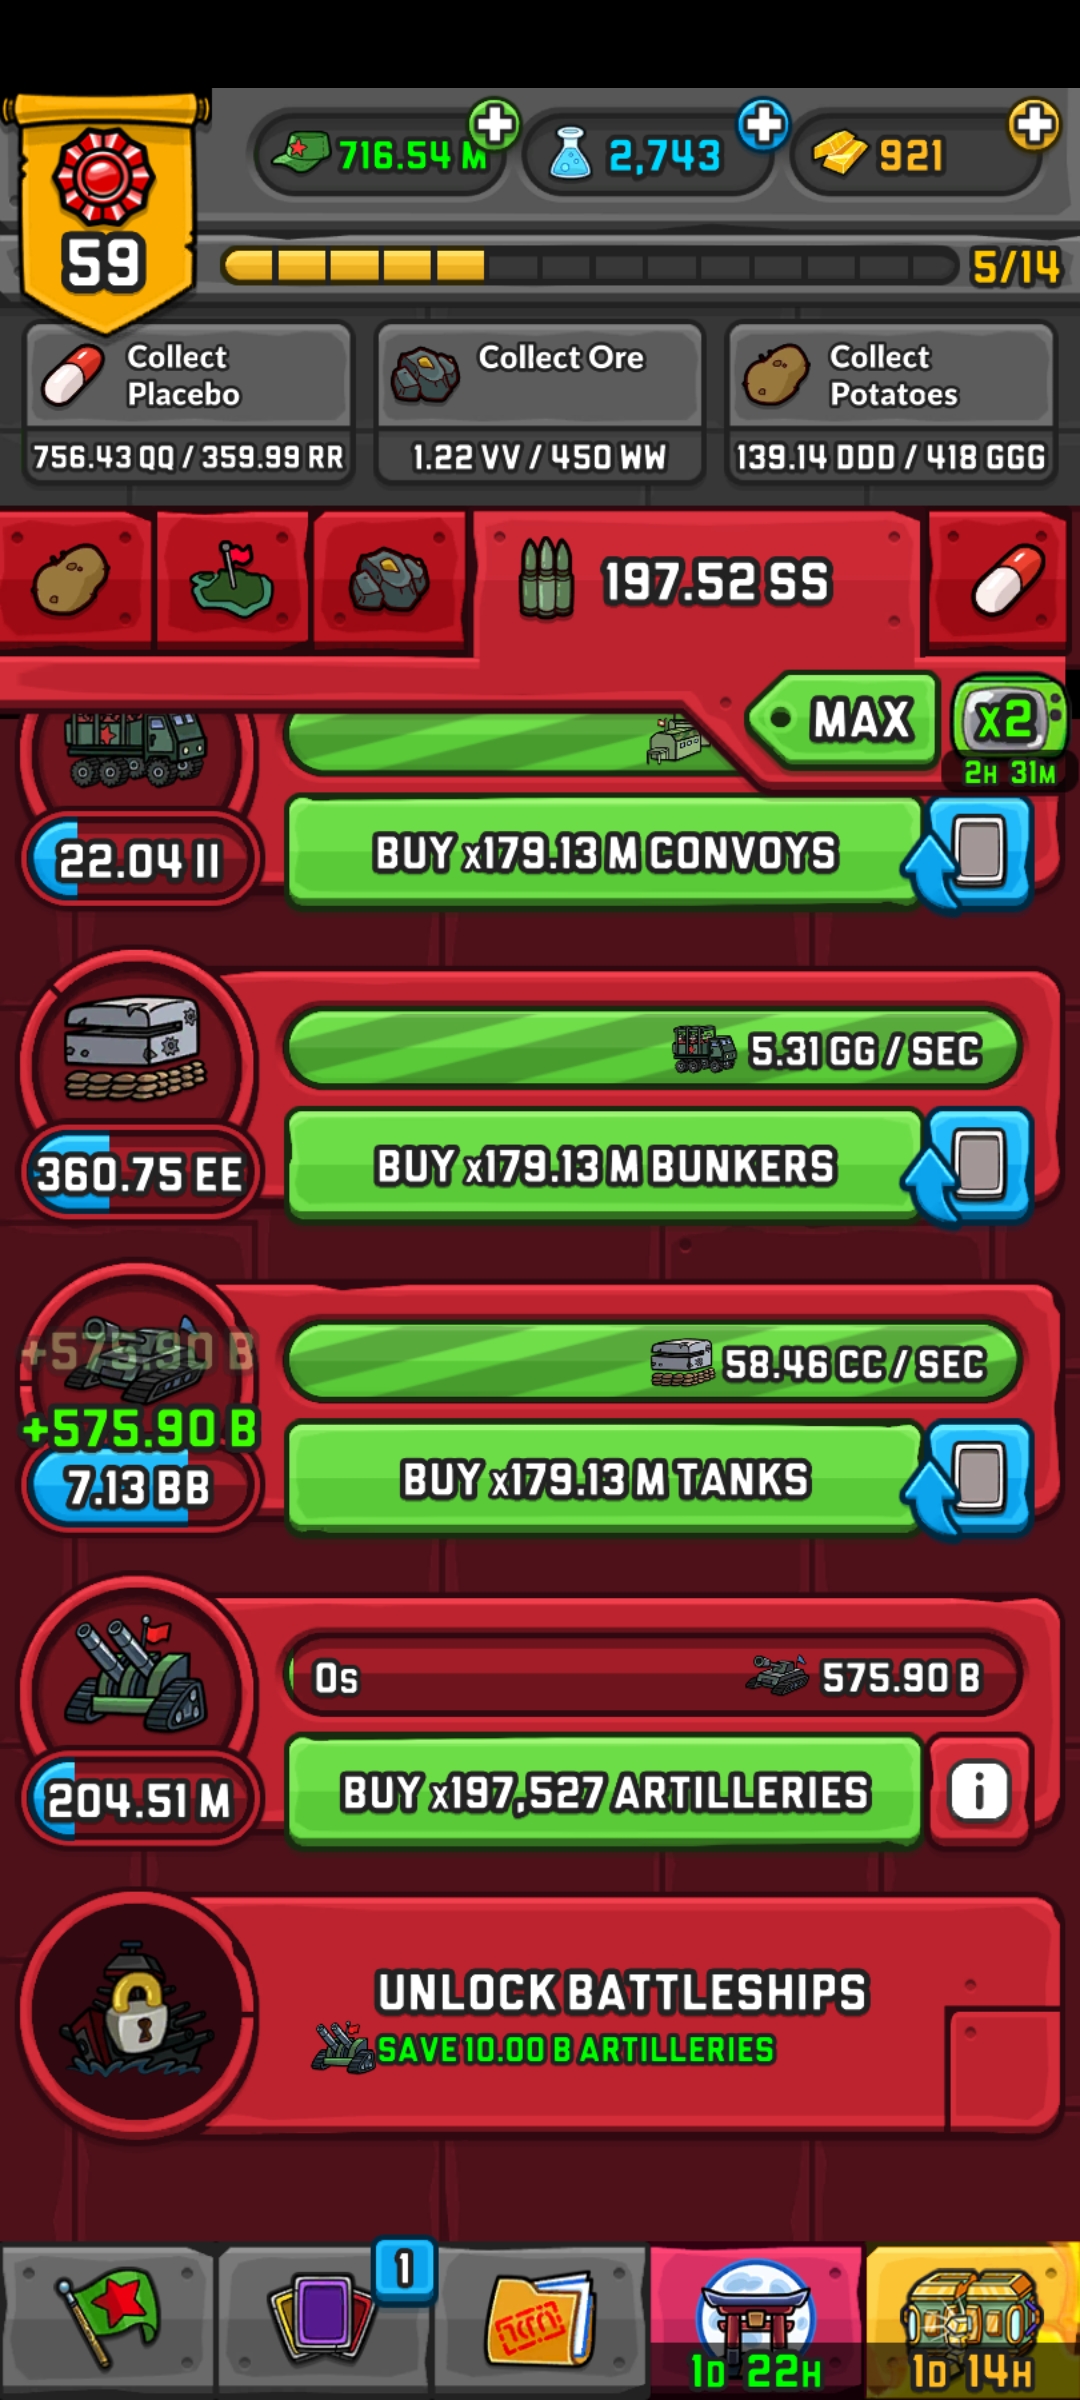 716.54 M
2,743
921
59
5/14
Collect
Placebo
756.43 QQ / 359.99 RR
Collect Ore
1.22 VV / 450 WW
Collect
Potatoes
139.14 DDD / 418 GGG
197.52 SS
MAX
x2
2H 31M
22.04 II
BUY x179.13 M CONVOYS
5.31 GG / SEC
360.75 EE
BUY x179.13 M BUNKERS
+575.90 B
58.46 CC / SEC
+575.90 B
7.13 BB
BUY x179.13 M TANKS
0s
575.90 B
204.51 M
BUY x197,527 ARTILLERIES
i
UNLOCK BATTLESHIPS
SAVE 10.00 B ARTILLERIES
1
1D 22H
1D 14H